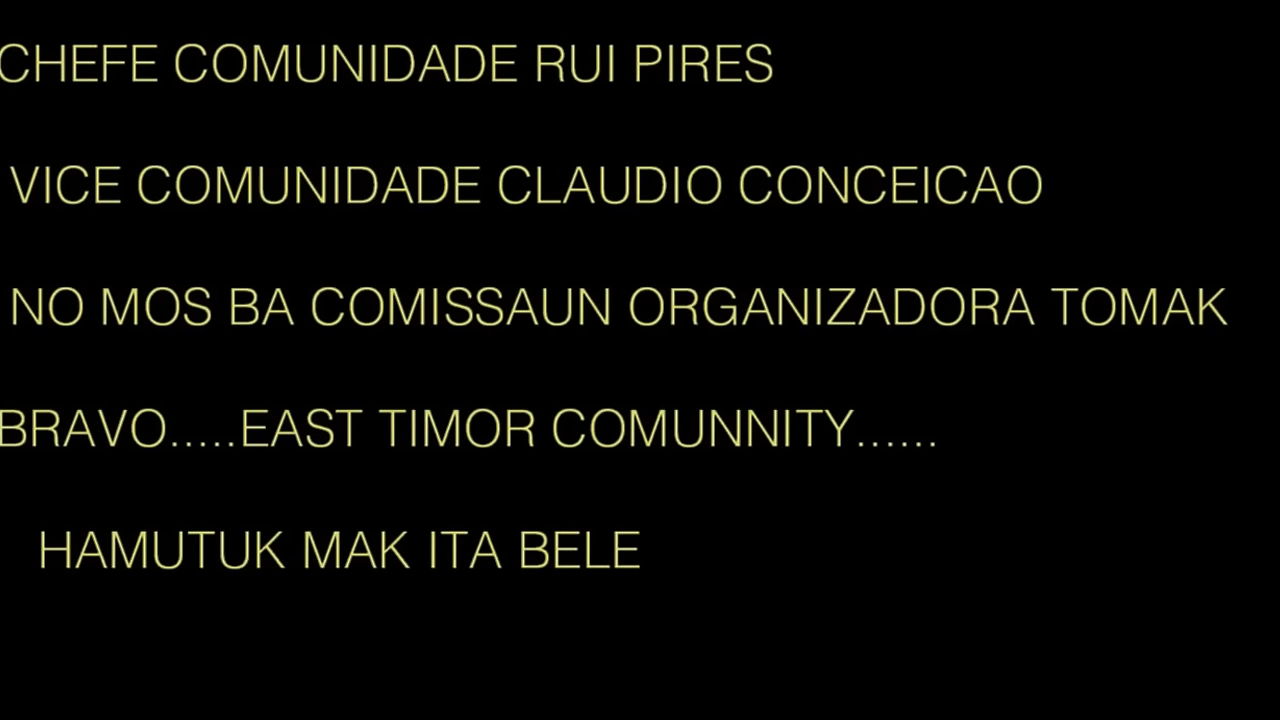 CHEFE COMUNIDADE RUI PIRES
VICE COMUNIDADE CLAUDIO CONCEICAO
NO MOS BA COMISSAUN ORGANIZADORA TOMAK
BRAVO.....EAST TIMOR COMUNNITY......
HAMUTUK MAK ITA BELE